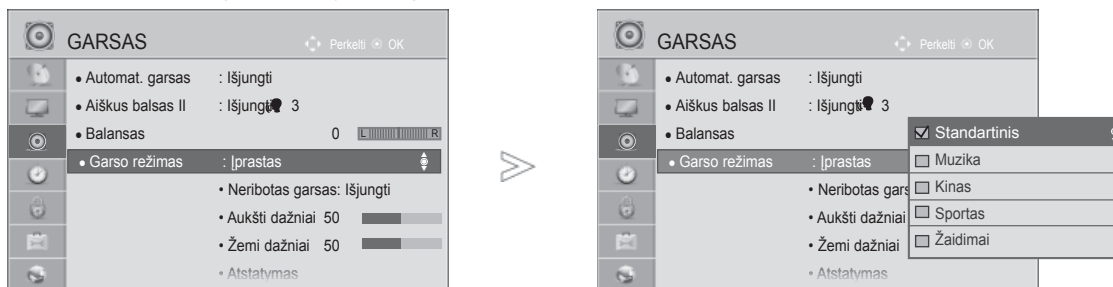 GARSAS
Perkelti OK
• Automat. garsas : Išjungti
• Aiškus balsas II : Išjungti 3
• Balansas 0 L R
• Garso režimas : Įprastas
• Neribotas garsas: Išjungti
• Aukšti dažniai 50
• Žemi dažniai 50
• Atstatymas
GARSAS
Perkelti OK
• Automat. garsas : Išjungti
• Aiškus balsas II : Išjungti 3
• Balansas
• Garso režimas : Įprastas
• Neribotas gars
• Aukšti dažniai
• Žemi dažniai
• Atstatymas
Standartinis
Muzika
Kinas
Sportas
Žaidimai